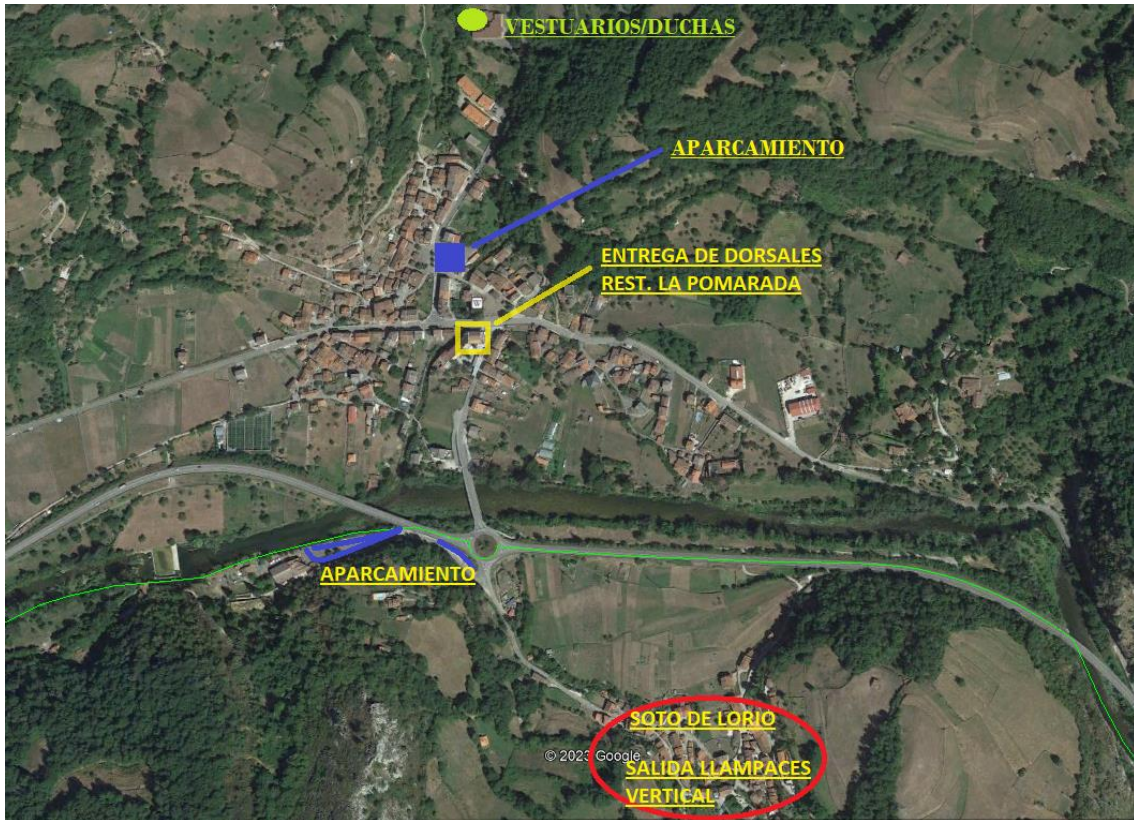 VESTUARIOS/DUCHAS
APARCAMIENTO
ENTREGA DE DORSALES
REST. LA POMARADA
APARCAMIENTO
SOTO DE LORIO
© 2023 Google
SALIDA LLAMPACES
VERTICAL